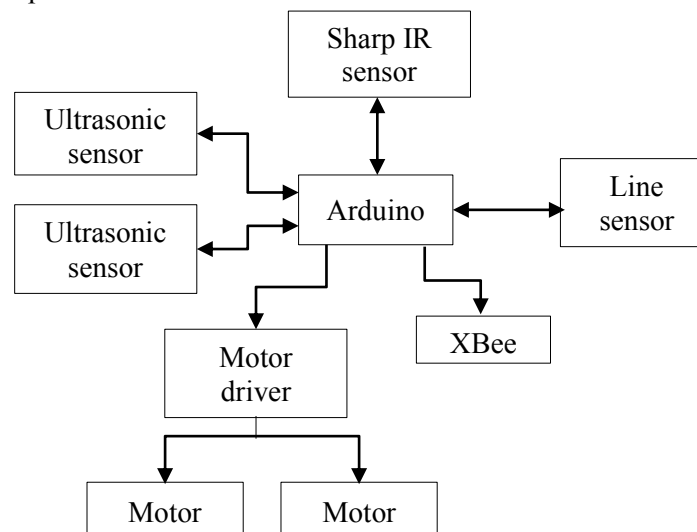 Sharp IR
sensor
Ultrasonic
sensor
Arduino
Line
sensor
Ultrasonic
sensor
XBee
Motor
driver
Motor
Motor